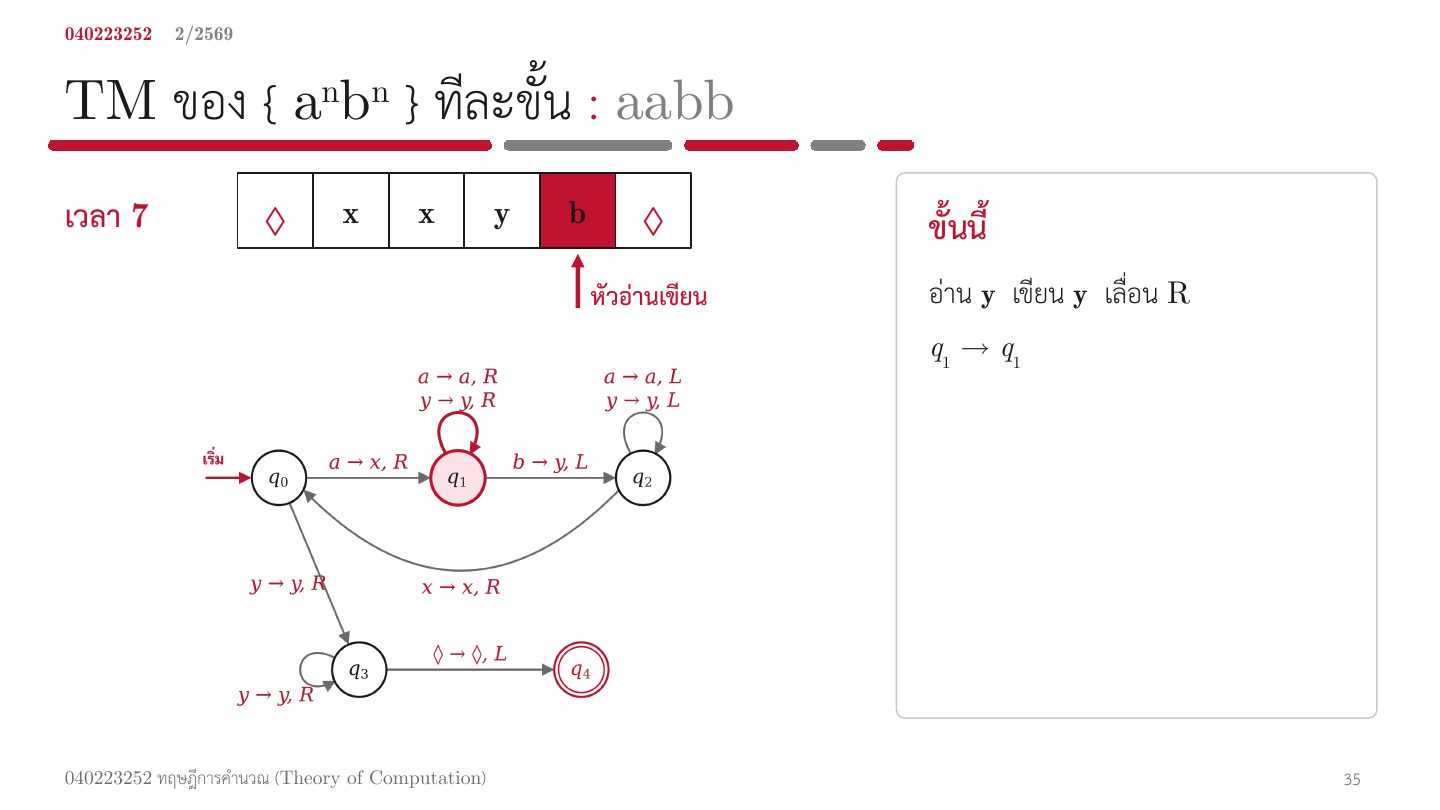 040223252 2/2569
TM ของ { aⁿbⁿ } ทีละขั้น : aabb
เวลา 7
◊ x x y b ◊
หัวอ่านเขียน
ขั้นนี้
อ่าน y เขียน y เลื่อน R
q₁ → q₁
a → a, R
y → y, R
a → a, L
y → y, L
เริ่ม
q₀
a → x, R
q₁
b → y, L
q₂
y → y, R
x → x, R
q₃
◊ → ◊, L
q₄
y → y, R
040223252 ทฤษฎีการคำนวณ (Theory of Computation)
35